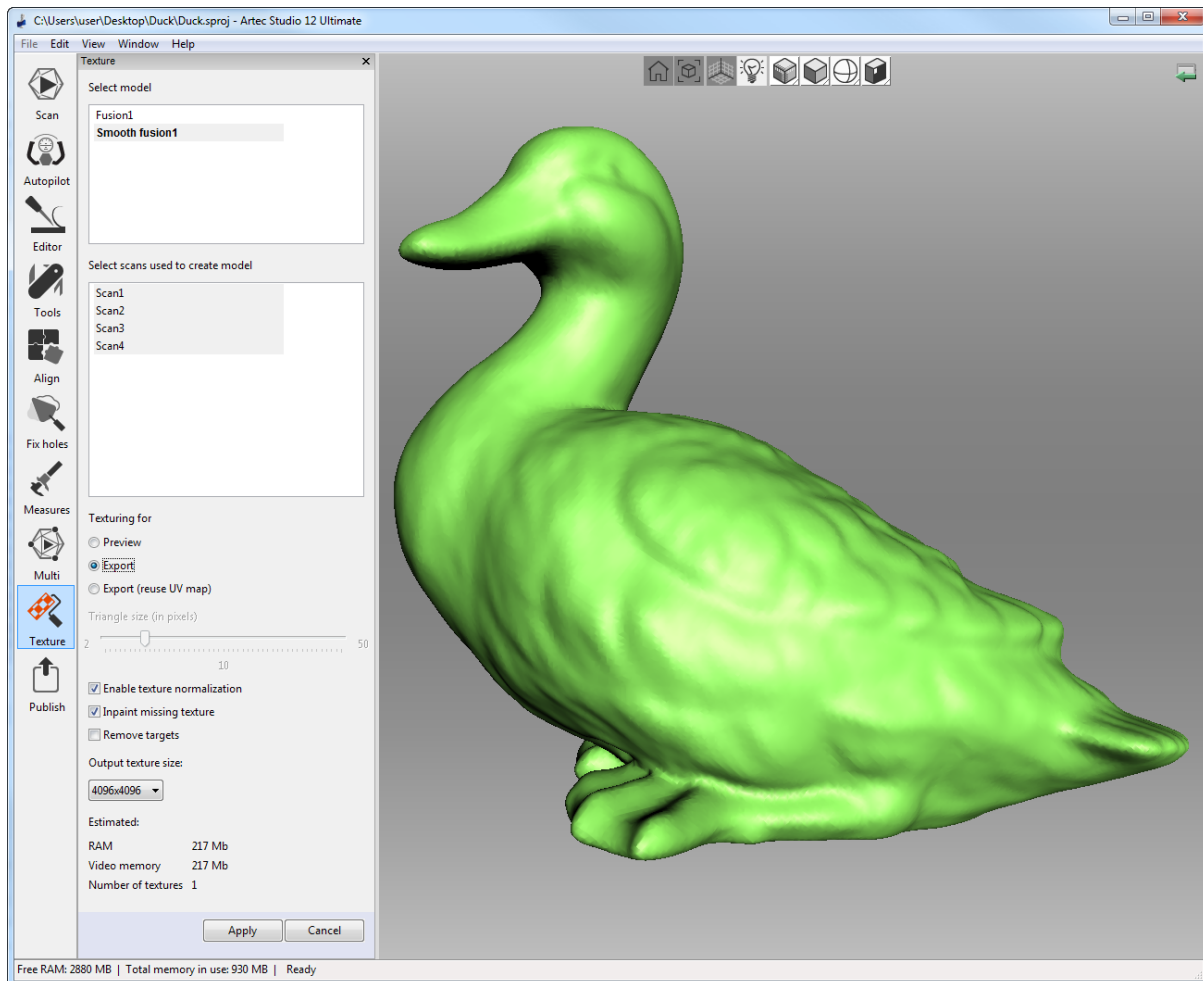 C:\Users\user\Desktop\Duck\Duck.sproj - Artec Studio 12 Ultimate
File Edit View Window Help
Scan
Autopilot
Editor
Tools
Align
Fix holes
Measures
Multi
Texture
Publish
Texture
Select model
Fusion1
Smooth fusion1
Select scans used to create model
Scan1
Scan2
Scan3
Scan4
Texturing for
Preview
Export
Export (reuse UV map)
Triangle size (in pixels)
2 50
10
Enable texture normalization
Inpaint missing texture
Remove targets
Output texture size:
4096x4096
Estimated:
RAM 217 Mb
Video memory 217 Mb
Number of textures 1
Apply Cancel
Free RAM: 2880 MB | Total memory in use: 930 MB | Ready